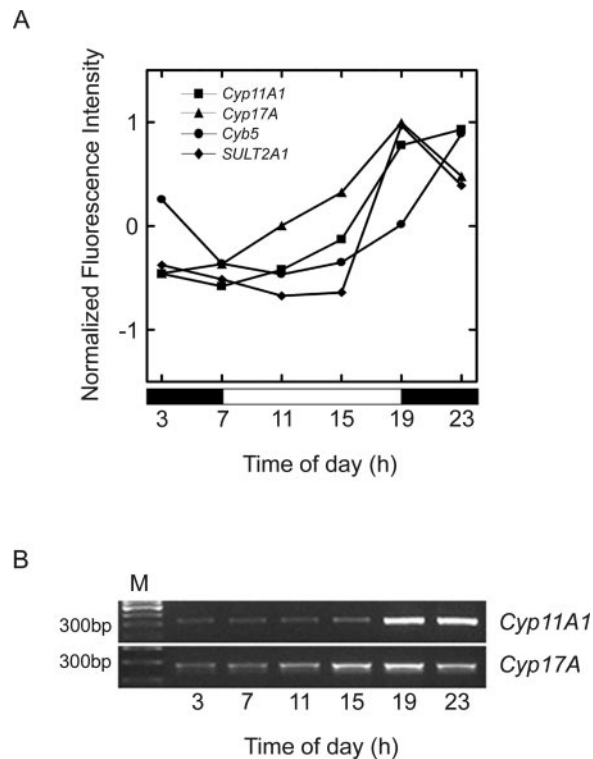 A
Normalized Fluorescence Intensity
1
0
-1
Cyp11A1
Cyp17A
Cyb5
SULT2A1
3 7 11 15 19 23
Time of day (h)
B
M
300bp
Cyp11A1
300bp
Cyp17A
3 7 11 15 19 23
Time of day (h)